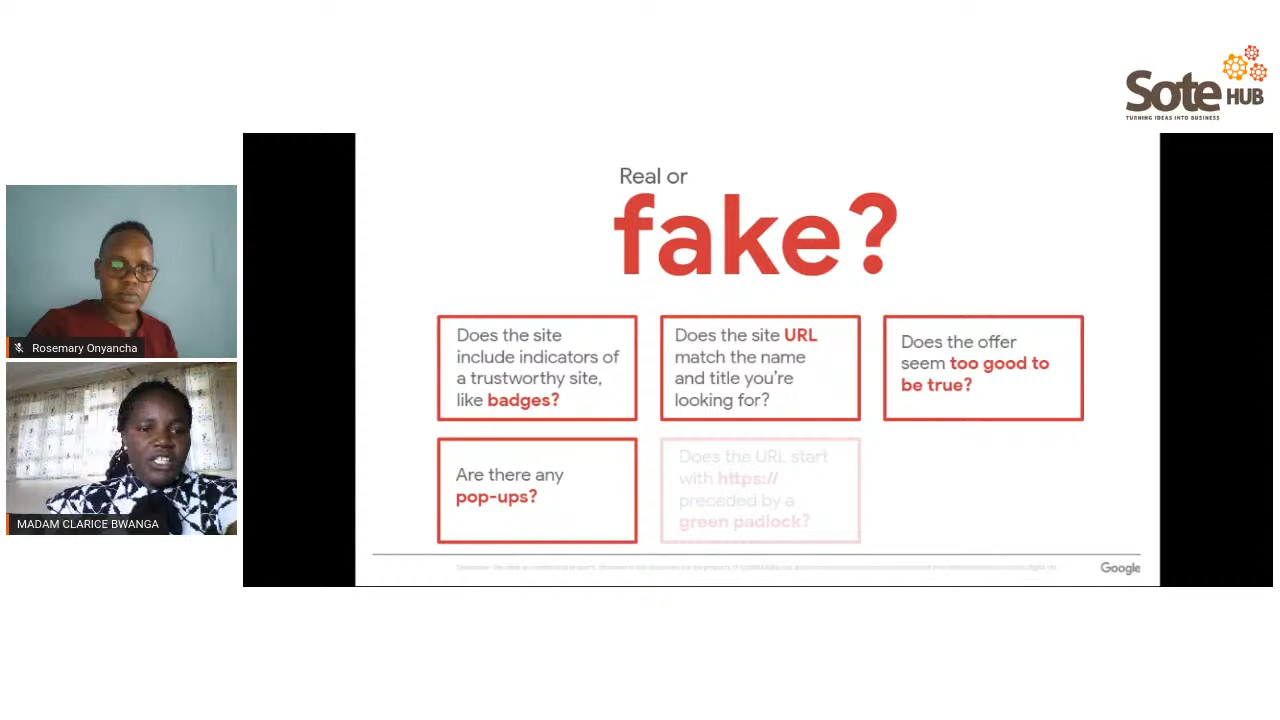 Sote HUB
TURNING IDEAS INTO BUSINESS
Real or
fake?
Does the site
include indicators of
a trustworthy site,
like badges?
Does the site URL
match the name
and title you're
looking for?
Does the offer
seem too good to
be true?
Are there any
pop-ups?
Does the URL start
with https://
preceded by a
green padlock?
Google
Rosemary Onyancha
MADAM CLARICE BWANGA